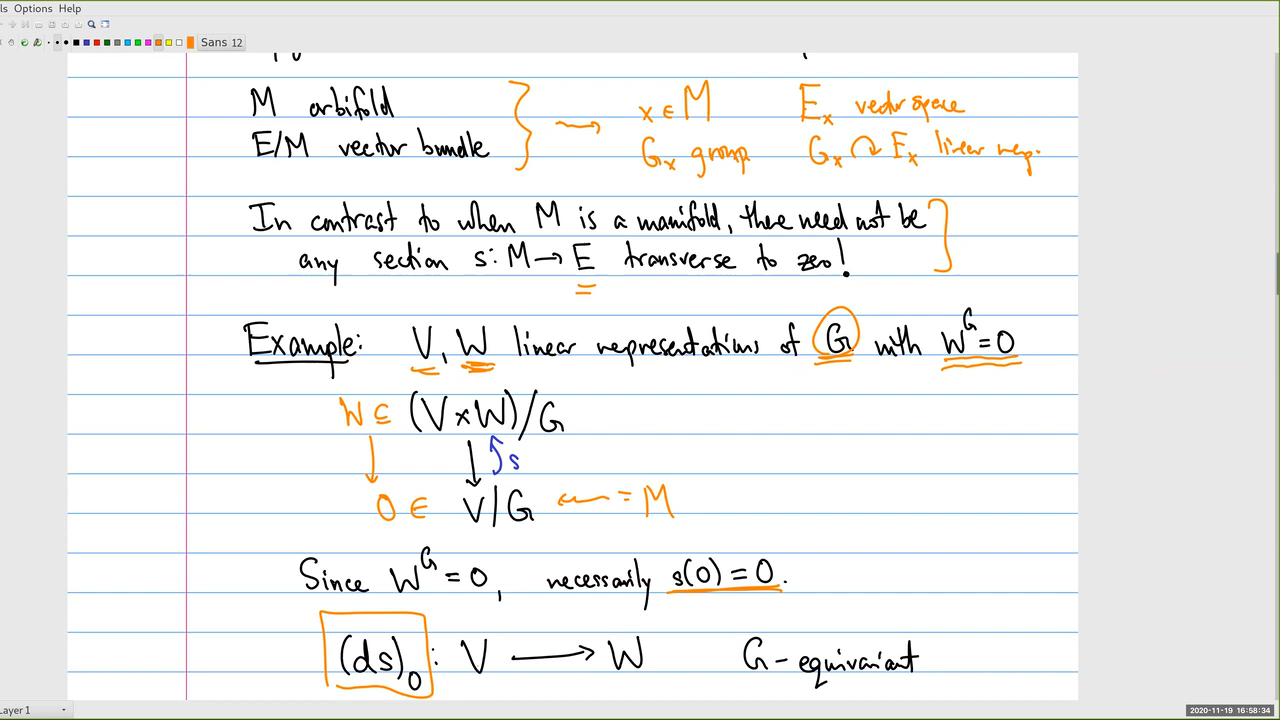 ls Options Help
Sans 12
M orbifold
E/M vector bundle
x ∈ M
E_x vector space
G_x group
G_x ↷ E_x linear rep.
In contrast to when M is a manifold, there need not be
any section s: M → E transverse to zero!
Example: V, W linear representations of G with W^G = 0
W ⊆ (V × W)/G
s
0 ∈ V/G ← = M
Since W^G = 0, necessarily s(0) = 0.
(ds)_0 : V → W G-equivariant
ayer 1
2020-11-19 16:58:34